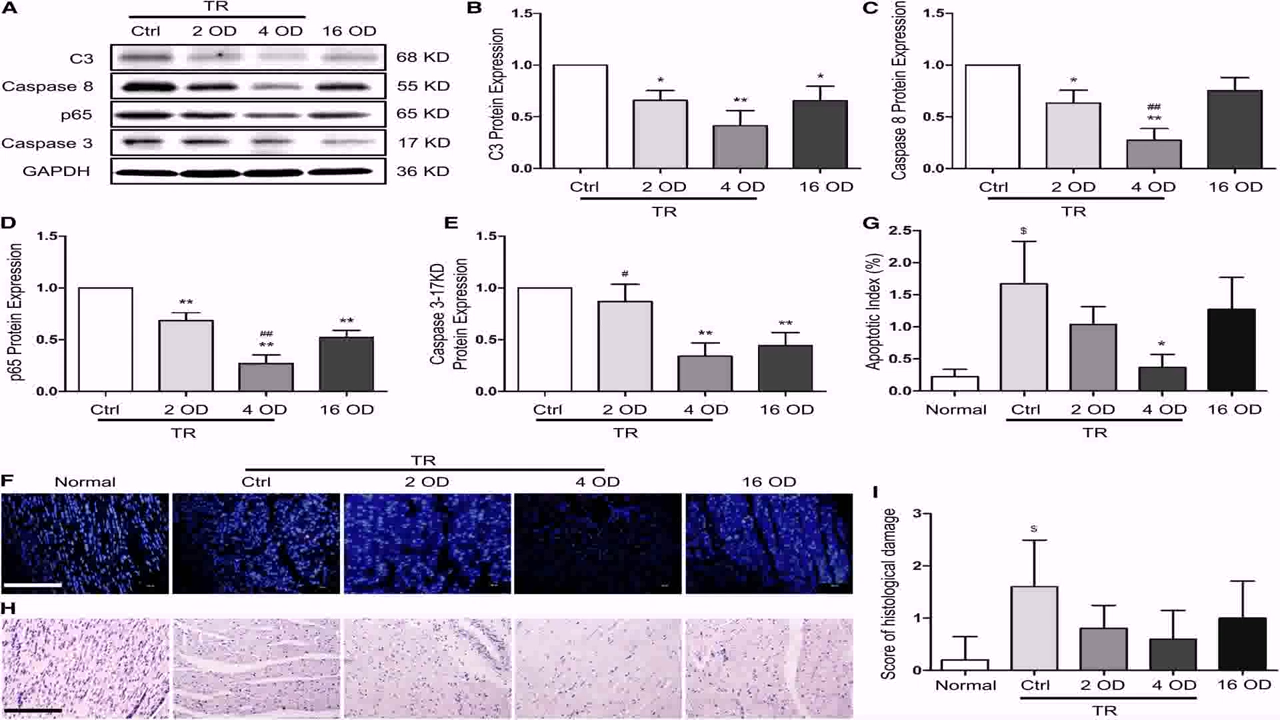 A
TR
Ctrl 2 OD 4 OD 16 OD
C3 68 KD
Caspase 8 55 KD
p65 65 KD
Caspase 3 17 KD
GAPDH 36 KD
B
C3 Protein Expression
1.5
1.0
0.5
0.0
* ** *
Ctrl 2 OD 4 OD 16 OD
TR
C
Caspase 8 Protein Expression
1.5
1.0
0.5
0.0
* ## **
Ctrl 2 OD 4 OD 16 OD
TR
D
p65 Protein Expression
1.5
1.0
0.5
0.0
** ## ** **
Ctrl 2 OD 4 OD 16 OD
TR
E
Caspase 3-17KD
Protein Expression
1.5
1.0
0.5
0.0
# ** **
Ctrl 2 OD 4 OD 16 OD
TR
G
Apoptotic Index (%)
2.5
2.0
1.5
1.0
0.5
0.0
$ *
Normal Ctrl 2 OD 4 OD 16 OD
TR
F
TR
Normal Ctrl 2 OD 4 OD 16 OD
H
I
Score of histological damage
3
2
1
0
$
Normal Ctrl 2 OD 4 OD 16 OD
TR